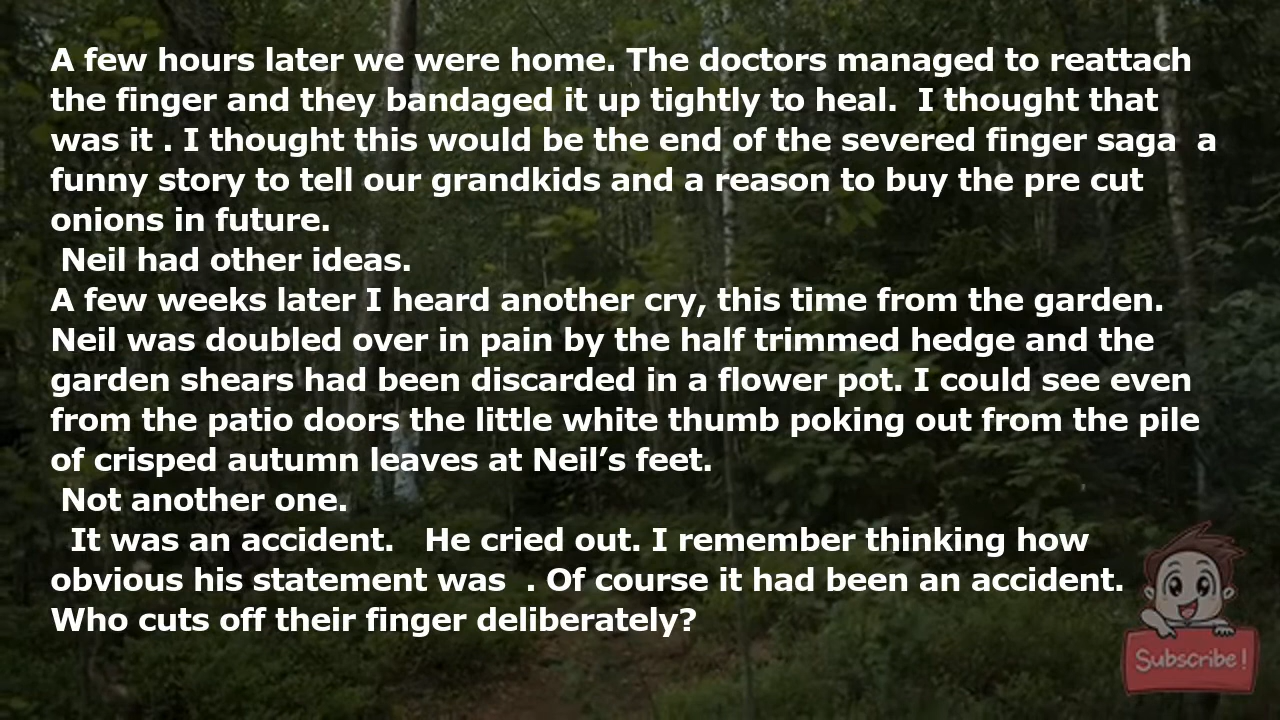 A few hours later we were home. The doctors managed to reattach
the finger and they bandaged it up tightly to heal.  I thought that
was it . I thought this would be the end of the severed finger saga  a
funny story to tell our grandkids and a reason to buy the pre cut
onions in future.
Neil had other ideas.
A few weeks later I heard another cry, this time from the garden.
Neil was doubled over in pain by the half trimmed hedge and the
garden shears had been discarded in a flower pot. I could see even
from the patio doors the little white thumb poking out from the pile
of crisped autumn leaves at Neil’s feet.
Not another one.
It was an accident.   He cried out. I remember thinking how
obvious his statement was  . Of course it had been an accident.
Who cuts off their finger deliberately?
Subscribe!